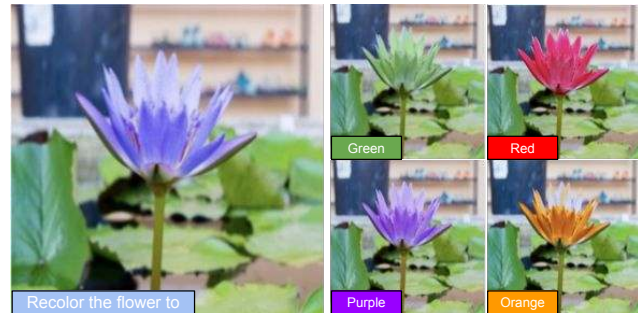 Recolor the flower to
Green
Red
Purple
Orange